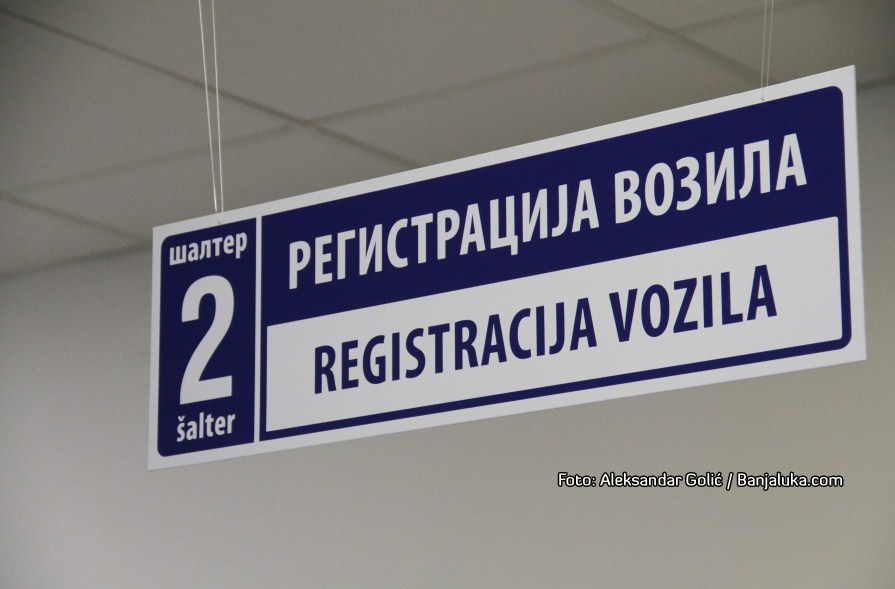 шалтер
2
šalter
РЕГИСТРАЦИЈА ВОЗИЛА
REGISTRACIJA VOZILA
Foto: Aleksandar Golić / Banjaluka.com